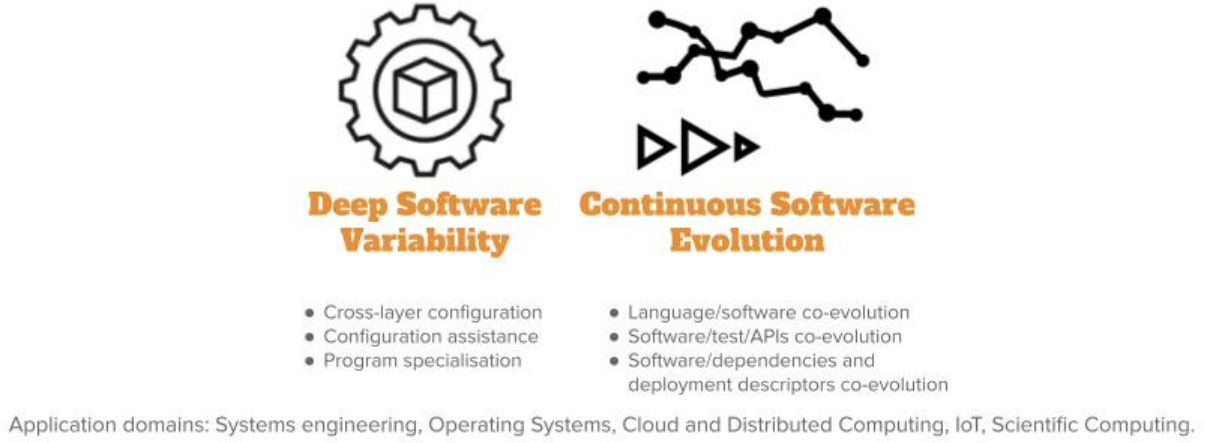 Deep Software
Variability
● Cross-layer configuration
● Configuration assistance
● Program specialisation
Continuous Software
Evolution
● Language/software co-evolution
● Software/test/APIs co-evolution
● Software/dependencies and
deployment descriptors co-evolution
Application domains: Systems engineering, Operating Systems, Cloud and Distributed Computing, IoT, Scientific Computing.